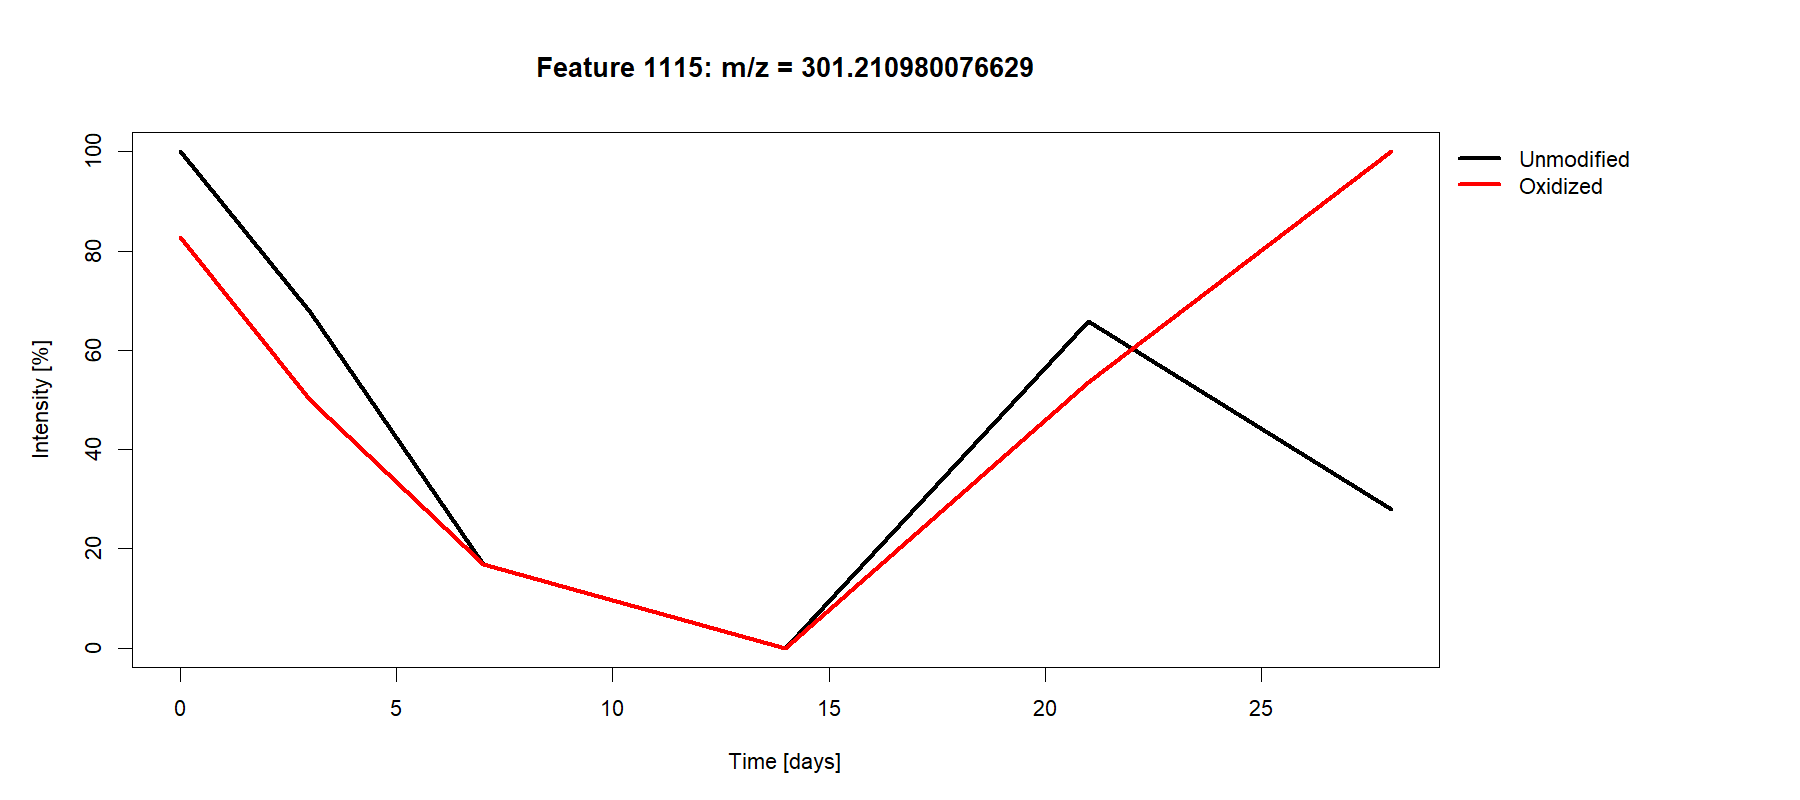 Feature 1115: m/z = 301.210980076629
Unmodified
Oxidized
Intensity [%]
100
80
60
40
20
0
0 5 10 15 20 25
Time [days]